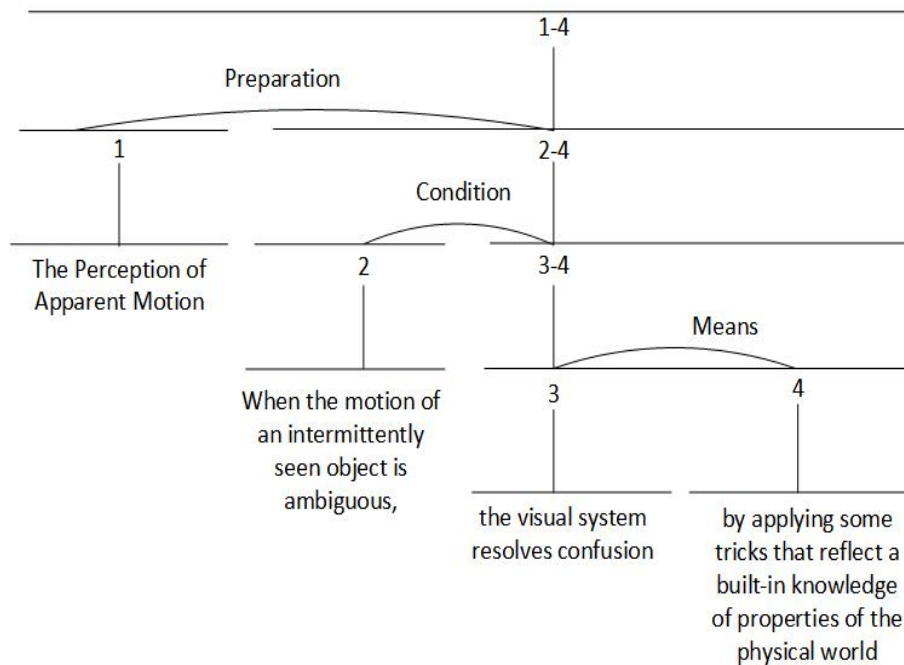 1-4
Preparation
1
2-4
Condition
The Perception of
Apparent Motion
2
3-4
Means
When the motion of
an intermittently
seen object is
ambiguous,
3
4
the visual system
resolves confusion
by applying some
tricks that reflect a
built-in knowledge
of properties of the
physical world